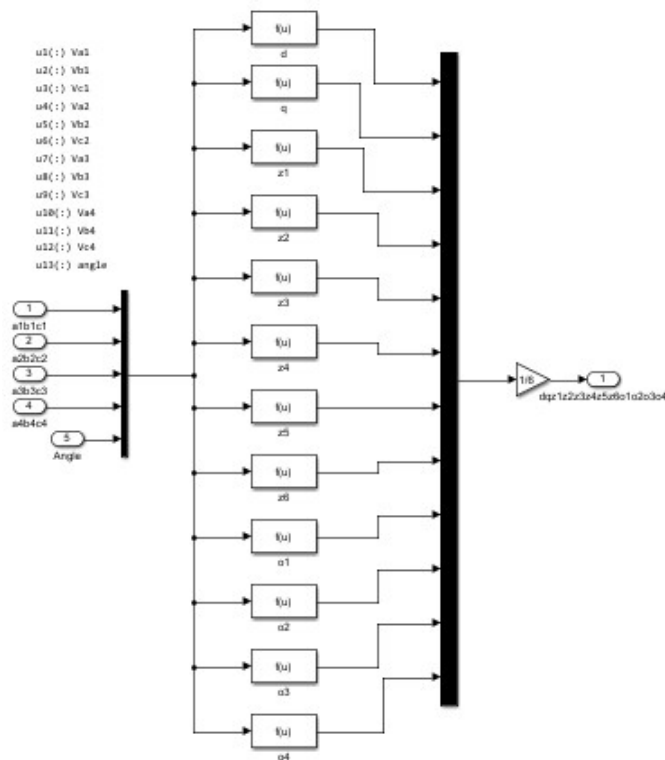 f(u)
d
f(u)
q
f(u)
z1
f(u)
z2
f(u)
z3
f(u)
z4
f(u)
z5
f(u)
z6
f(u)
o1
f(u)
o2
f(u)
o3
f(u)
o4
u1(:) Va1
u2(:) Vb1
u3(:) Vc1
u4(:) Va2
u5(:) Vb2
u6(:) Vc2
u7(:) Va3
u8(:) Vb3
u9(:) Vc3
u10(:) Va4
u11(:) Vb4
u12(:) Vc4
u13(:) angle
1
a1b1c1
2
a2b2c2
3
a3b3c3
4
a4b4c4
5
Angle
1/6
1
dqz1z2z3z4z5z6o1o2o3o4